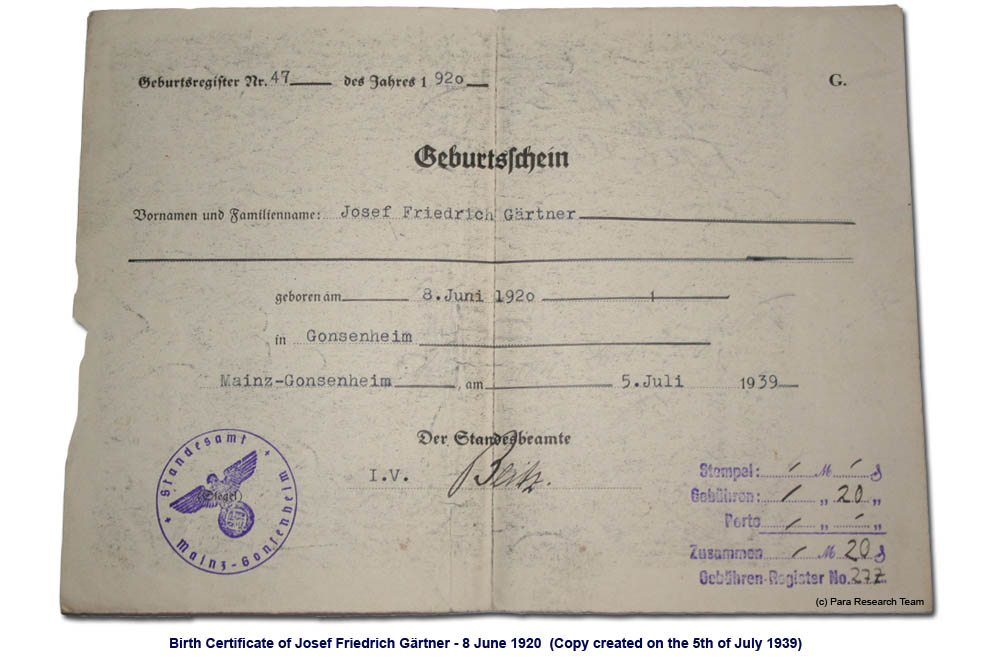 Geburtsregister Nr. 47 des Jahres 1 920
G.
Geburtsschein
Vornamen und Familienname: Josef Friedrich Gärtner
geboren am 8.Juni 1920
in Gonsenheim
Mainz-Gonsenheim, am 5.Juli 1939
Der Standesbeamte
I.V.
Standesamt
Mainz-Gonsenheim
(Siegel)
Stempel: / M / ₰
Gebühren: / „ 20 „
Porto / „ / „
Zusammen / M 20 ₰
Gebühren-Register No.
(c) Para Research Team
Birth Certificate of Josef Friedrich Gärtner - 8 June 1920 (Copy created on the 5th of July 1939)